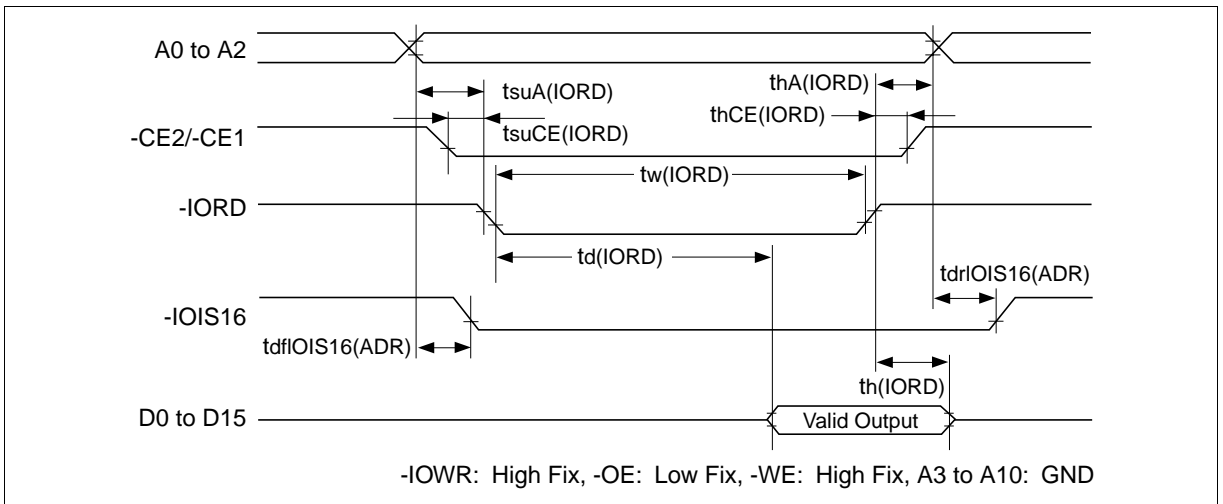 A0 to A2
tsuA(IORD)
thA(IORD)
thCE(IORD)
-CE2/-CE1
tsuCE(IORD)
tw(IORD)
-IORD
td(IORD)
tdrIOIS16(ADR)
-IOIS16
tdfIOIS16(ADR)
th(IORD)
D0 to D15
Valid Output
-IOWR: High Fix, -OE: Low Fix, -WE: High Fix, A3 to A10: GND